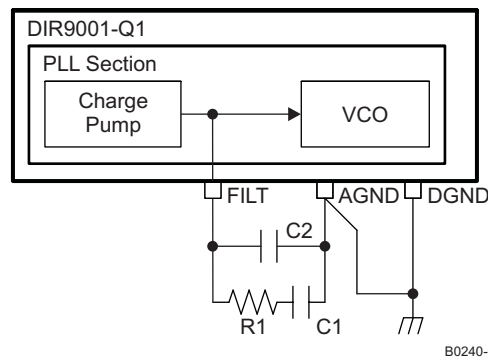 DIR9001-Q1
PLL Section
Charge
Pump
VCO
FILT
AGND
DGND
C2
R1
C1
B0240-